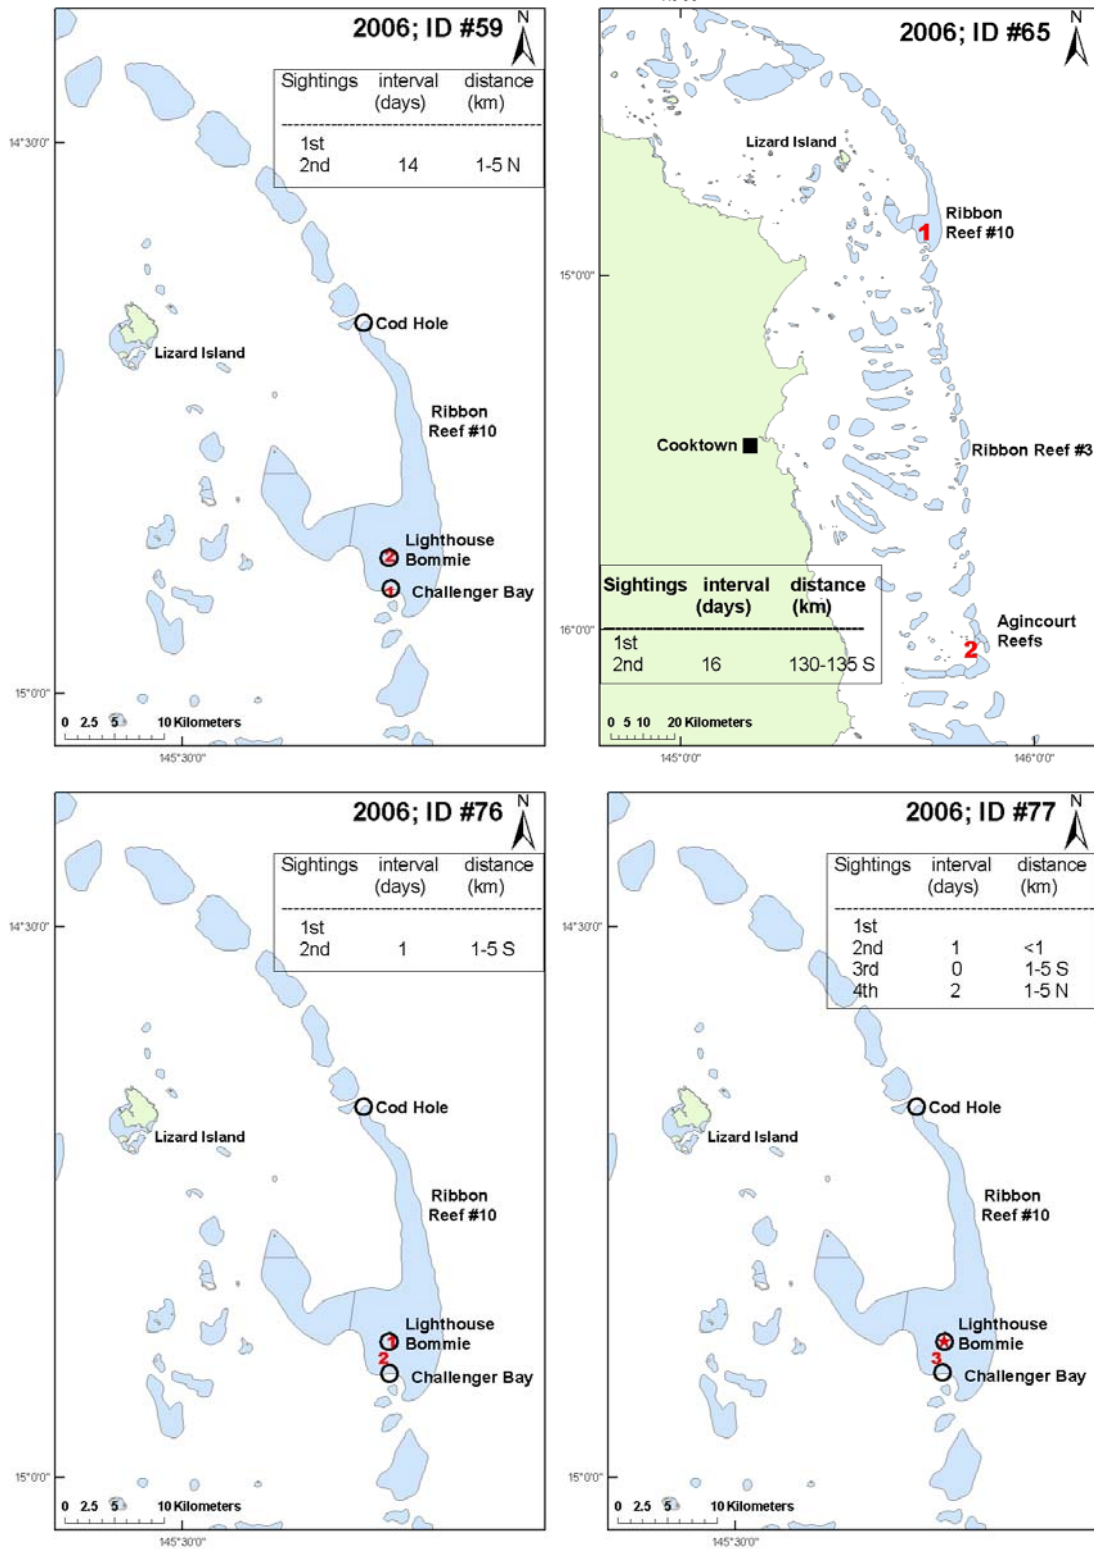 2006; ID #59
N
Sightings interval distance
(days) (km)
1st
2nd 14 1-5 N
14°30'0"
Cod Hole
Lizard Island
Ribbon
Reef #10
2
Lighthouse
Bommie
1
Challenger Bay
15°0'0"
0 2.5 5 10 Kilometers
145°30'0"
2006; ID #65
N
Lizard Island
Ribbon
Reef #10
1
15°0'0"
Cooktown
Ribbon Reef #3
Sightings interval distance
(days) (km)
1st
2nd 16 130-135 S
Agincourt
Reefs
2
16°0'0"
0 5 10 20 Kilometers
145°0'0"
146°0'0"
2006; ID #76
N
Sightings interval distance
(days) (km)
1st
2nd 1 1-5 S
14°30'0"
Cod Hole
Lizard Island
Ribbon
Reef #10
1
Lighthouse
Bommie
2
Challenger Bay
15°0'0"
0 2.5 5 10 Kilometers
145°30'0"
2006; ID #77
N
Sightings interval distance
(days) (km)
1st
2nd 1 <1
3rd 0 1-5 S
4th 2 1-5 N
14°30'0"
Cod Hole
Lizard Island
Ribbon
Reef #10
Lighthouse
Bommie
3
Challenger Bay
15°0'0"
0 2.5 5 10 Kilometers
145°30'0"